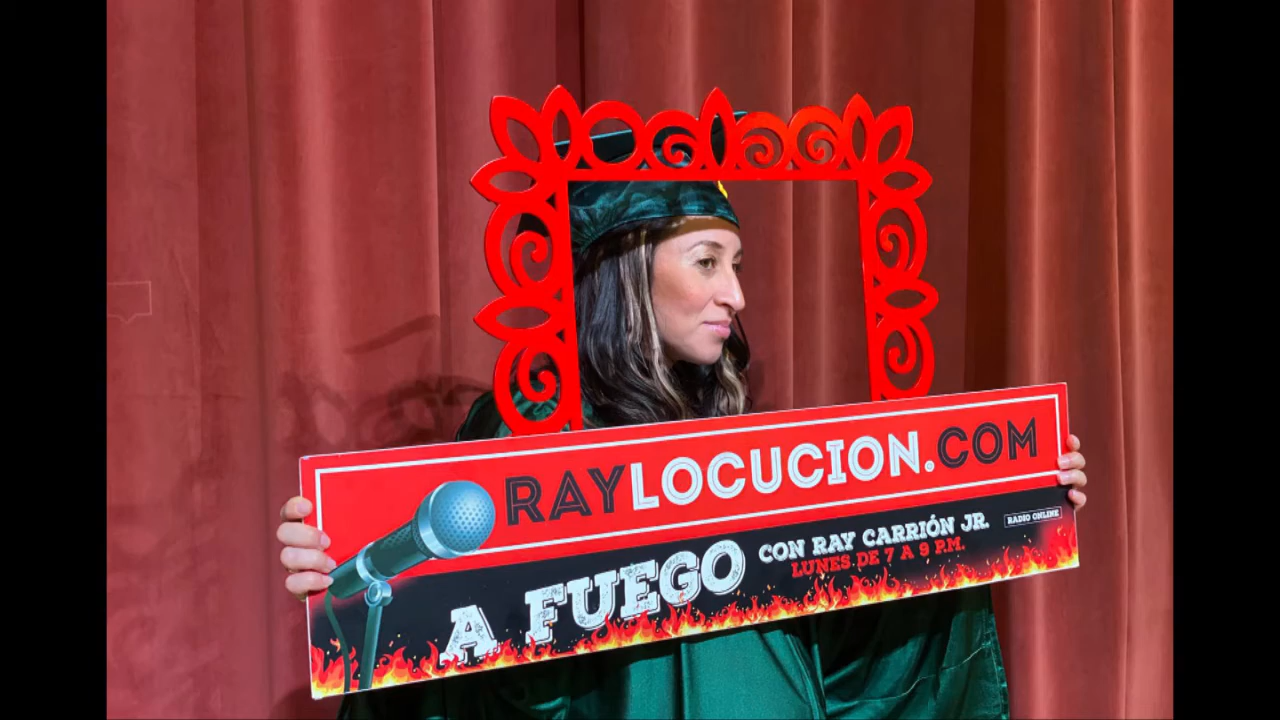 RAYLOCUCION.COM
A FUEGO
CON RAY CARRIÓN JR.
RADIO ONLINE
LUNES DE 7 A 9 P.M.